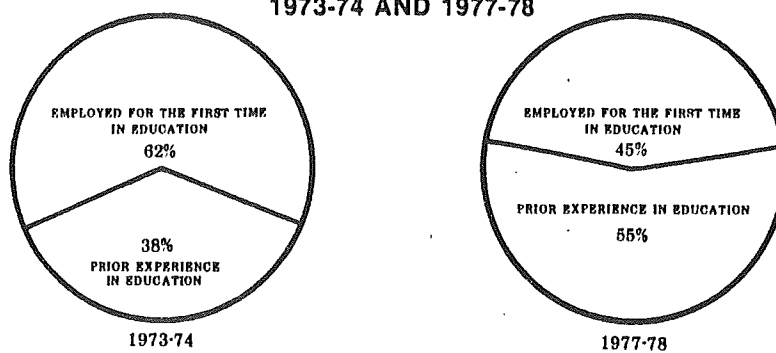 1973-74 AND 1977-78
EMPLOYED FOR THE FIRST TIME
IN EDUCATION
62%
38%
PRIOR EXPERIENCE
IN EDUCATION
1973-74
EMPLOYED FOR THE FIRST TIME
IN EDUCATION
45%
PRIOR EXPERIENCE IN EDUCATION
55%
1977-78